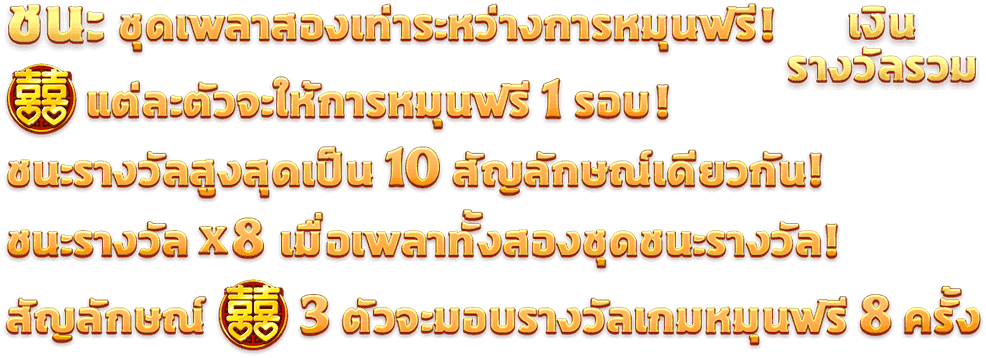 ชนะ ชุดเพลาสองเท่าระหว่างการหมุนฟรี!
เงิน
รางวัลรวม
囍 แต่ละตัวจะให้การหมุนฟรี 1 รอบ!
ชนะรางวัลสูงสุดเป็น 10 สัญลักษณ์เดียวกัน!
ชนะรางวัล x8 เมื่อเพลาทั้งสองชุดชนะรางวัล!
สัญลักษณ์ 囍 3 ตัวจะมอบรางวัลเกมหมุนฟรี 8 ครั้ง